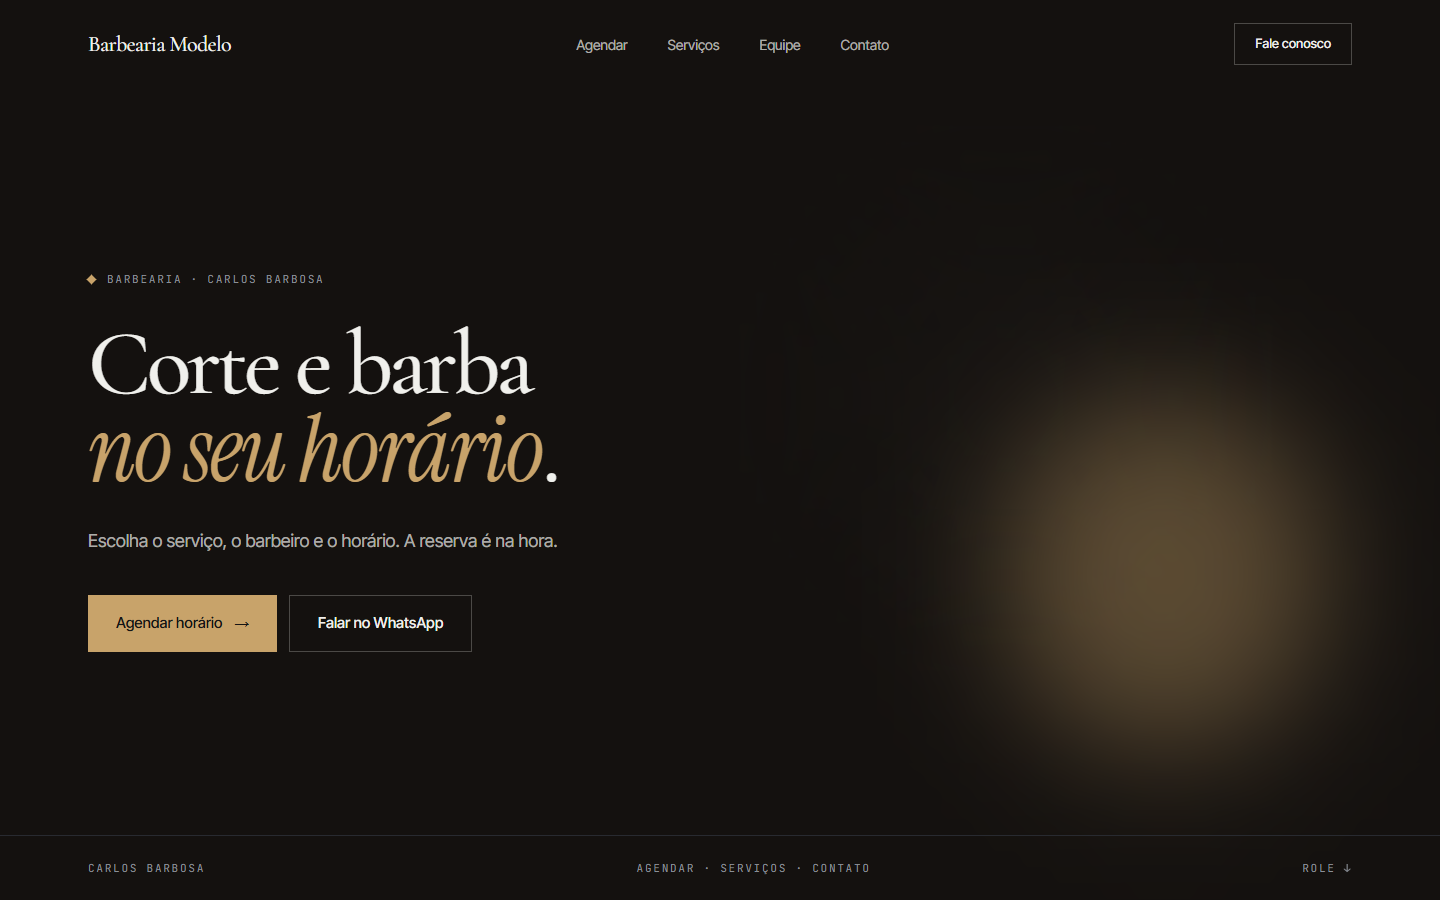 Barbearia Modelo
Agendar
Serviços
Equipe
Contato
Fale conosco
BARBEARIA · CARLOS BARBOSA
Corte e barba
no seu horário.
Escolha o serviço, o barbeiro e o horário. A reserva é na hora.
Agendar horário →
Falar no WhatsApp
CARLOS BARBOSA
AGENDAR · SERVIÇOS · CONTATO
ROLE ↓